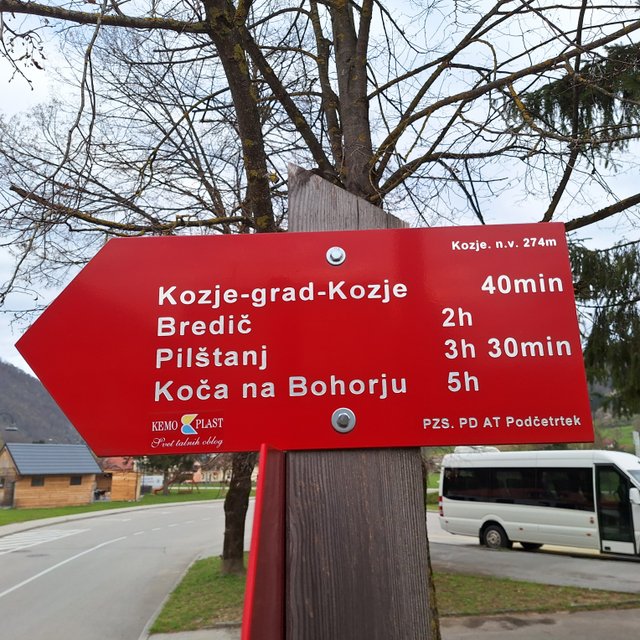 Kozje. n.v. 274m
Kozje-grad-Kozje 40min
Bredič 2h
Pilštanj 3h 30min
Koča na Bohorju 5h
KEMO PLAST
Svet talnih oblog
PZS. PD AT Podčetrtek